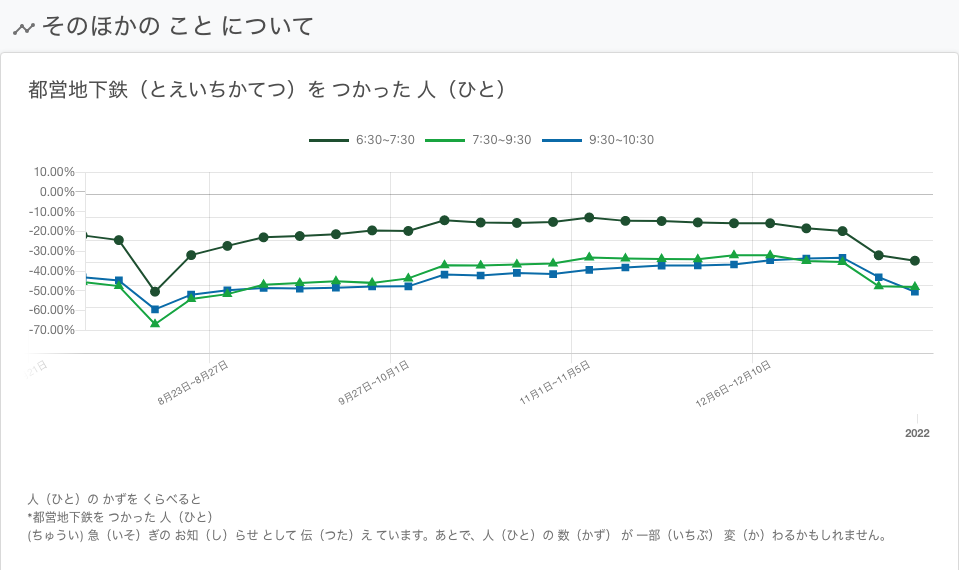 そのほかの こと について
都営地下鉄（とえいちかてつ）を つかった 人（ひと）
6:30~7:30 7:30~9:30 9:30~10:30
10.00%
0.00%
-10.00%
-20.00%
-30.00%
-40.00%
-50.00%
-60.00%
-70.00%
21日 8月23日~8月27日 9月27日~10月1日 11月1日~11月5日 12月6日~12月10日
2022
人（ひと）の かずを くらべると
*都営地下鉄を つかった 人（ひと）
(ちゅうい) 急（いそ）ぎの お知（し）らせ として 伝（つた）え ています。あとで、人（ひと）の 数（かず） が 一部（いちぶ） 変（か）わるかもしれません。